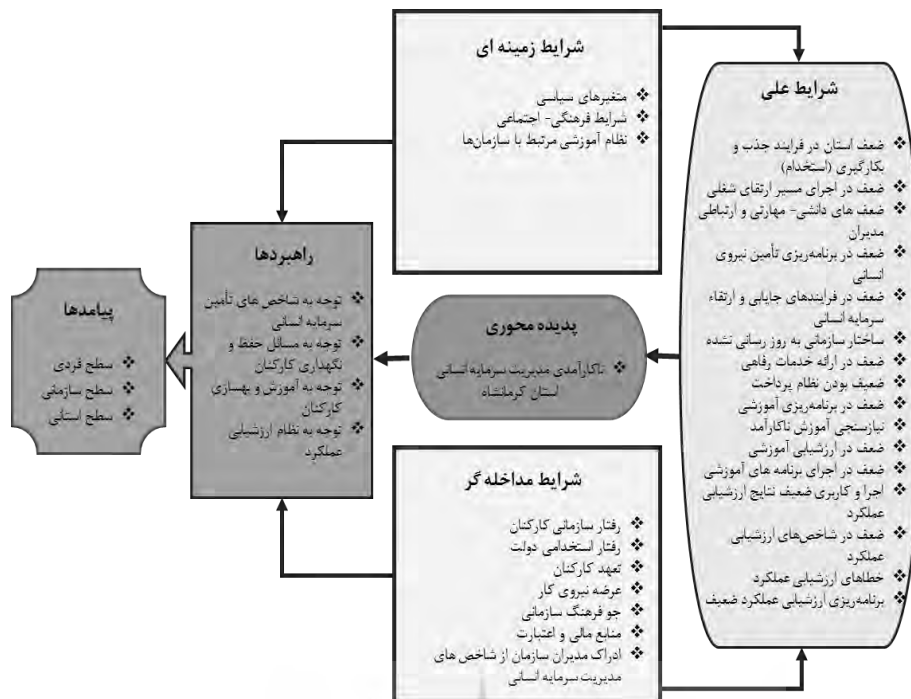 شرایط زمینه ای
❖ متغیرهای سیاسی
❖ شرایط فرهنگی- اجتماعی
❖ نظام آموزشی مرتبط با سازمان‌ها
شرایط علی
❖ ضعف استان در فرایند جذب و
بکارگیری (استخدام)
❖ ضعف در اجرای مسیر ارتقای شغلی
❖ ضعف های دانشی- مهارتی و ارتباطی
مدیران
❖ ضعف در برنامه‌ریزی تأمین نیروی
انسانی
❖ ضعف در فرایندهای جابایی و ارتقاء
سرمایه انسانی
❖ ساختار سازمانی به روز رسانی نشده
❖ ضعف در ارائه خدمات رفاهی
❖ ضعیف بودن نظام پرداخت
❖ ضعف در برنامه‌ریزی آموزشی
❖ نیازسنجی آموزش ناکارآمد
❖ ضعف در ارزشیابی آموزشی
❖ ضعف در اجرای برنامه های آموزشی
❖ اجرا و کاربری ضعیف نتایج ارزشیابی
عملکرد
❖ ضعف در شاخص‌های ارزشیابی
عملکرد
❖ خطاهای ارزشیابی عملکرد
❖ برنامه‌ریزی ارزشیابی عملکرد ضعیف
پدیده محوری
❖ ناکارآمدی مدیریت سرمایه انسانی
استان کرمانشاه
راهبردها
❖ توجه به شاخص های تأمین
سرمایه انسانی
❖ توجه به مسائل حفظ و
نگهداری کارکنان
❖ توجه به آموزش و بهسازی
کارکنان
❖ توجه به نظام ارزشیابی
عملکرد
پیامدها
❖ سطح فردی
❖ سطح سازمانی
❖ سطح استانی
شرایط مداخله گر
❖ رفتار سازمانی کارکنان
❖ رفتار استخدامی دولت
❖ تعهد کارکنان
❖ عرضه نیروی کار
❖ جو فرهنگ سازمانی
❖ منابع مالی و اعتبارت
❖ ادراک مدیران سازمان از شاخص های
مدیریت سرمایه انسانی